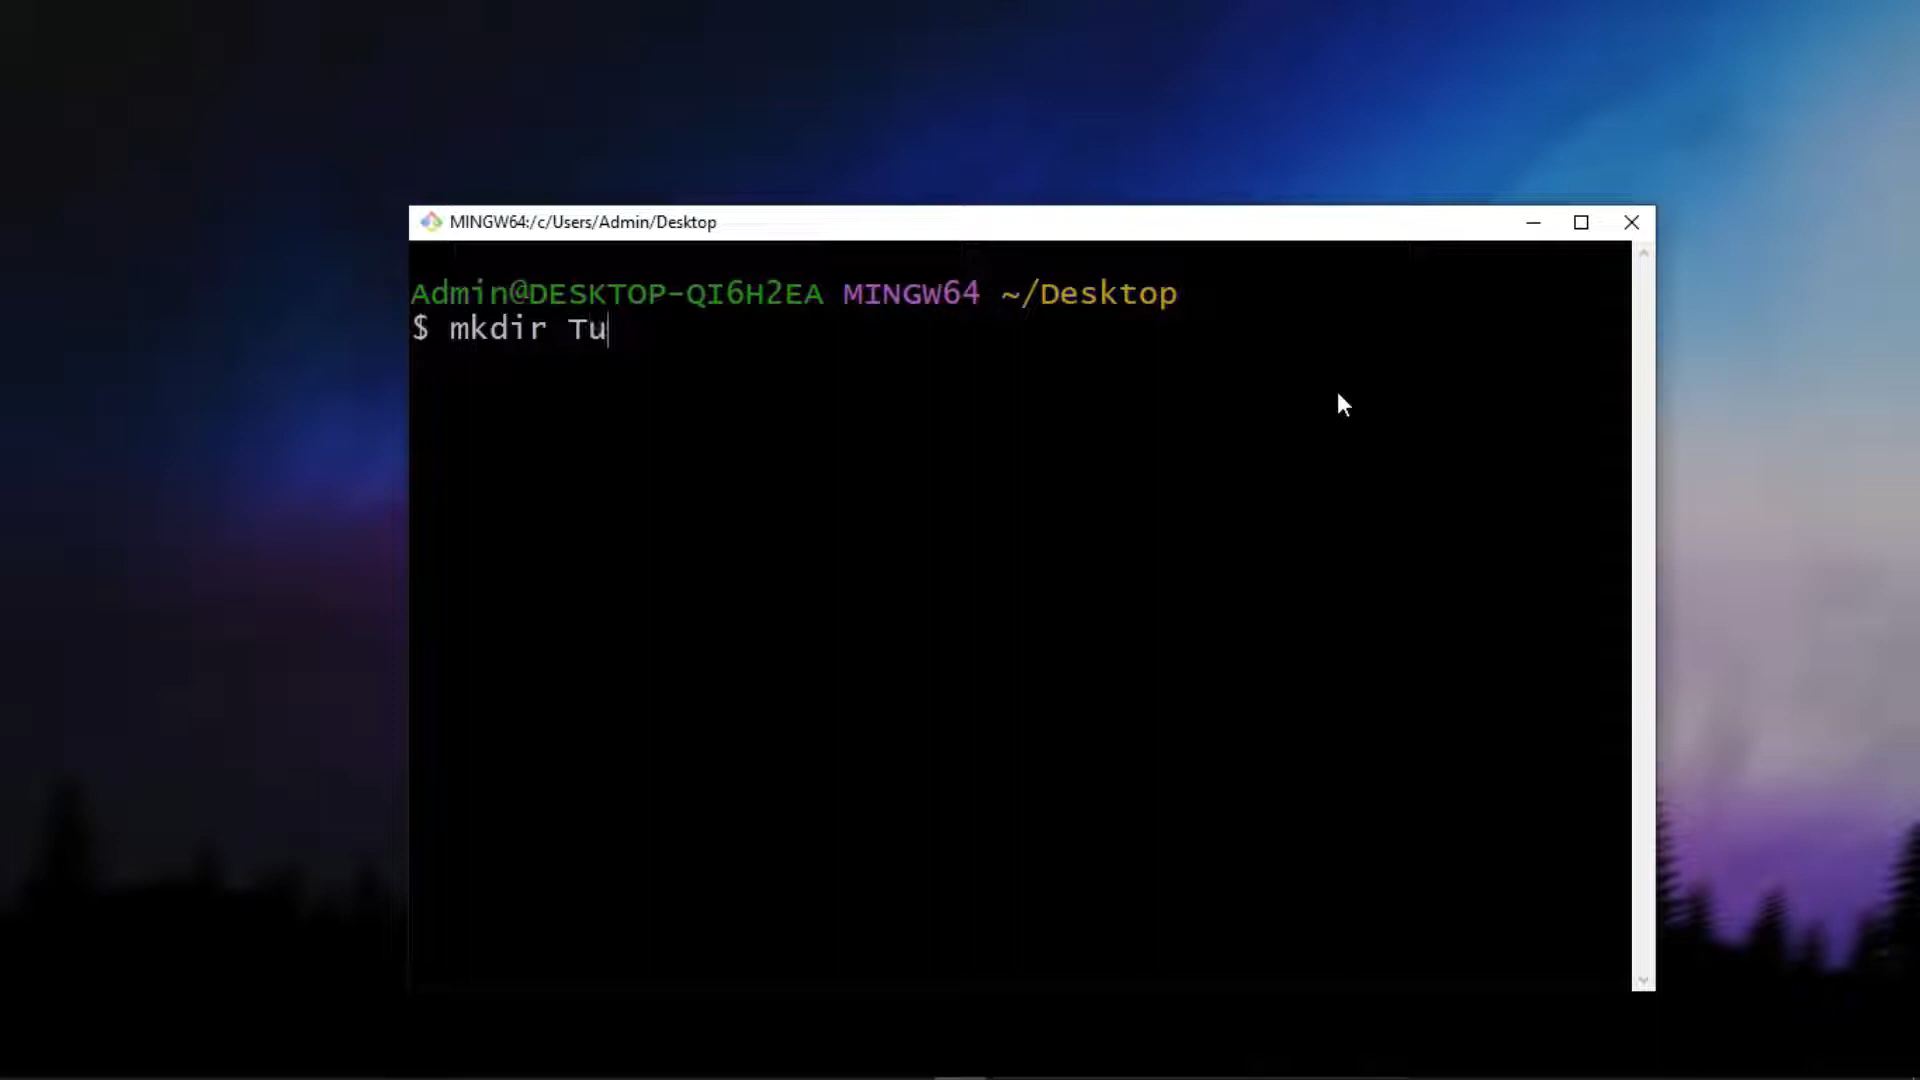 MINGW64:/c/Users/Admin/Desktop
Admin@DESKTOP-QI6H2EA MINGW64 ~/Desktop
$ mkdir Tu